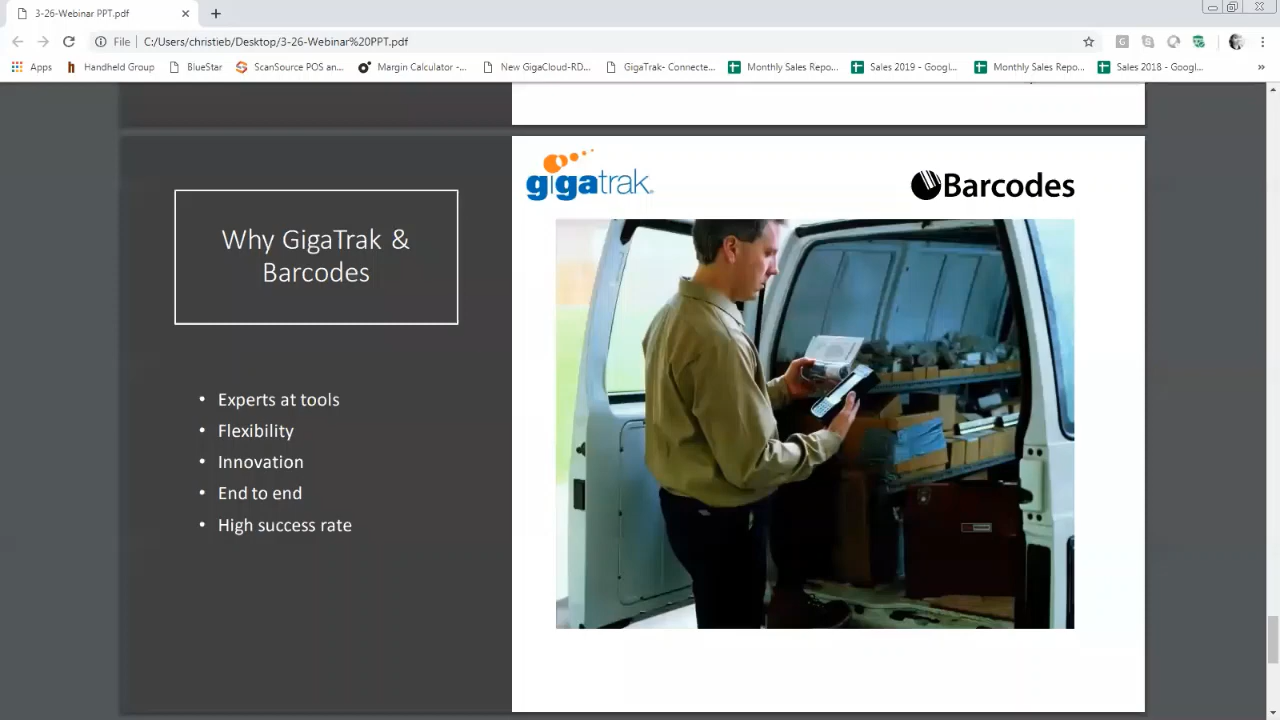 3-26-Webinar PPT.pdf
File
C:/Users/christieb/Desktop/3-26-Webinar%20PPT.pdf
Apps
Handheld Group
BlueStar
ScanSource POS an...
Margin Calculator -...
New GigaCloud-RD...
GigaTrak- Connecte...
Monthly Sales Repo...
Sales 2019 - Googl...
Monthly Sales Repo...
Sales 2018 - Googl...
»
gigatrak
Barcodes
Why GigaTrak &
Barcodes
• Experts at tools
• Flexibility
• Innovation
• End to end
• High success rate